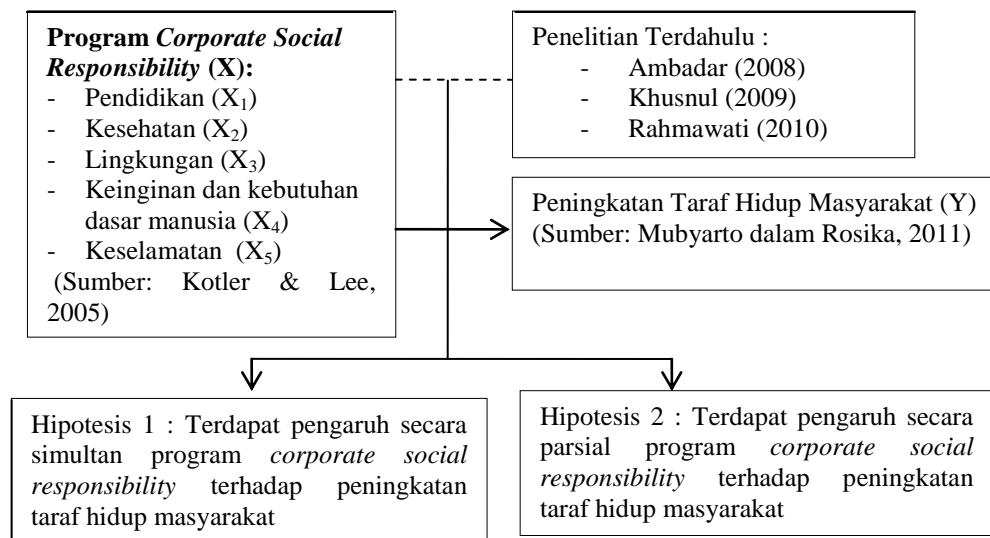 Program Corporate Social
Responsibility (X):
- Pendidikan (X₁)
- Kesehatan (X₂)
- Lingkungan (X₃)
- Keinginan dan kebutuhan
dasar manusia (X₄)
- Keselamatan (X₅)
(Sumber: Kotler & Lee,
2005)
Penelitian Terdahulu :
- Ambadar (2008)
- Khusnul (2009)
- Rahmawati (2010)
Peningkatan Taraf Hidup Masyarakat (Y)
(Sumber: Mubyarto dalam Rosika, 2011)
Hipotesis 1 : Terdapat pengaruh secara
simultan program corporate social
responsibility terhadap peningkatan
taraf hidup masyarakat
Hipotesis 2 : Terdapat pengaruh secara
parsial program corporate social
responsibility terhadap peningkatan
taraf hidup masyarakat